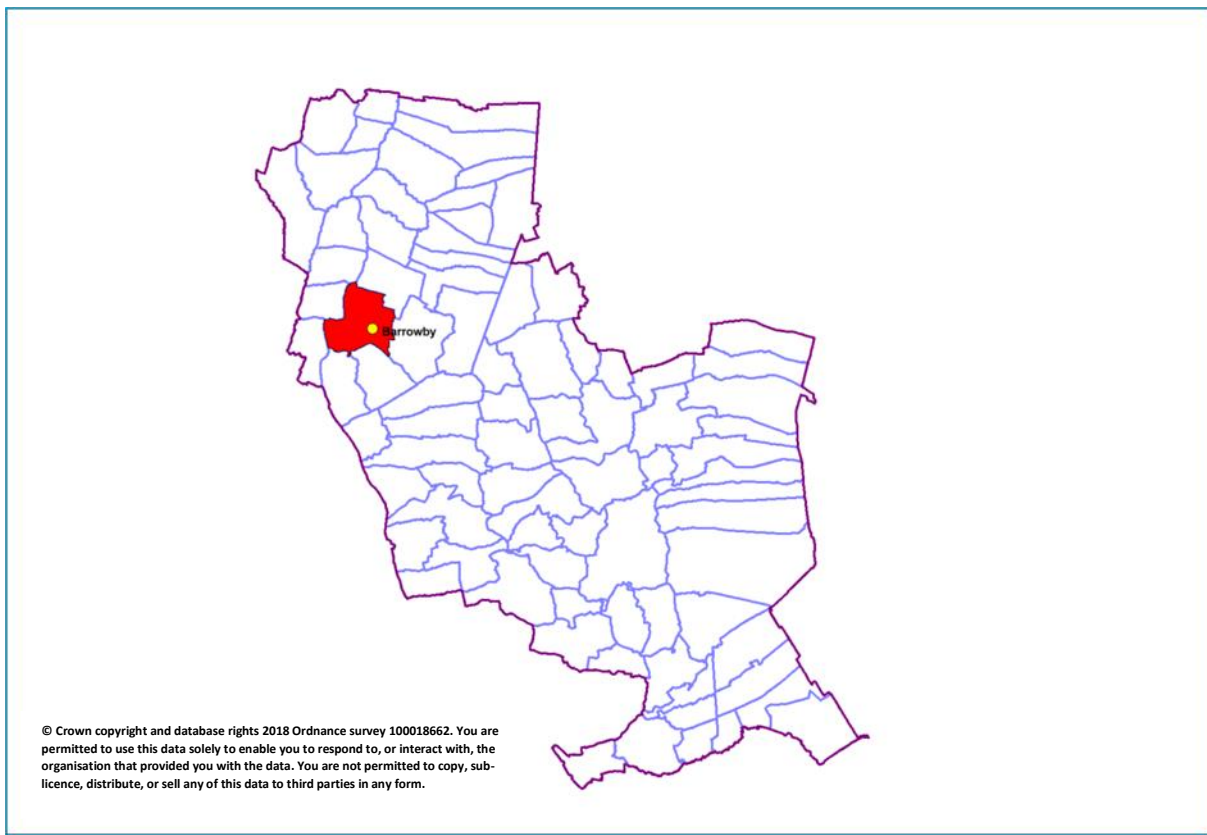 Barrowby
© Crown copyright and database rights 2018 Ordnance survey 100018662. You are
permitted to use this data solely to enable you to respond to, or interact with, the
organisation that provided you with the data. You are not permitted to copy, sub-
licence, distribute, or sell any of this data to third parties in any form.